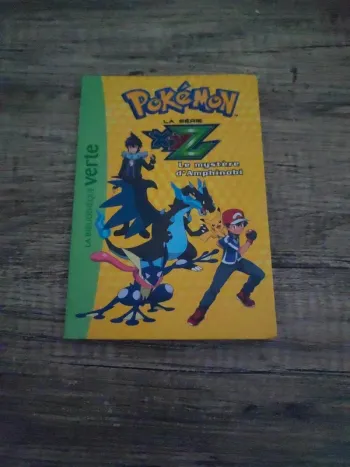 POKÉMON
LA SÉRIE
XYZ
Le mystère
d'Amphinobi
LA BIBLIOTHÈQUE verte